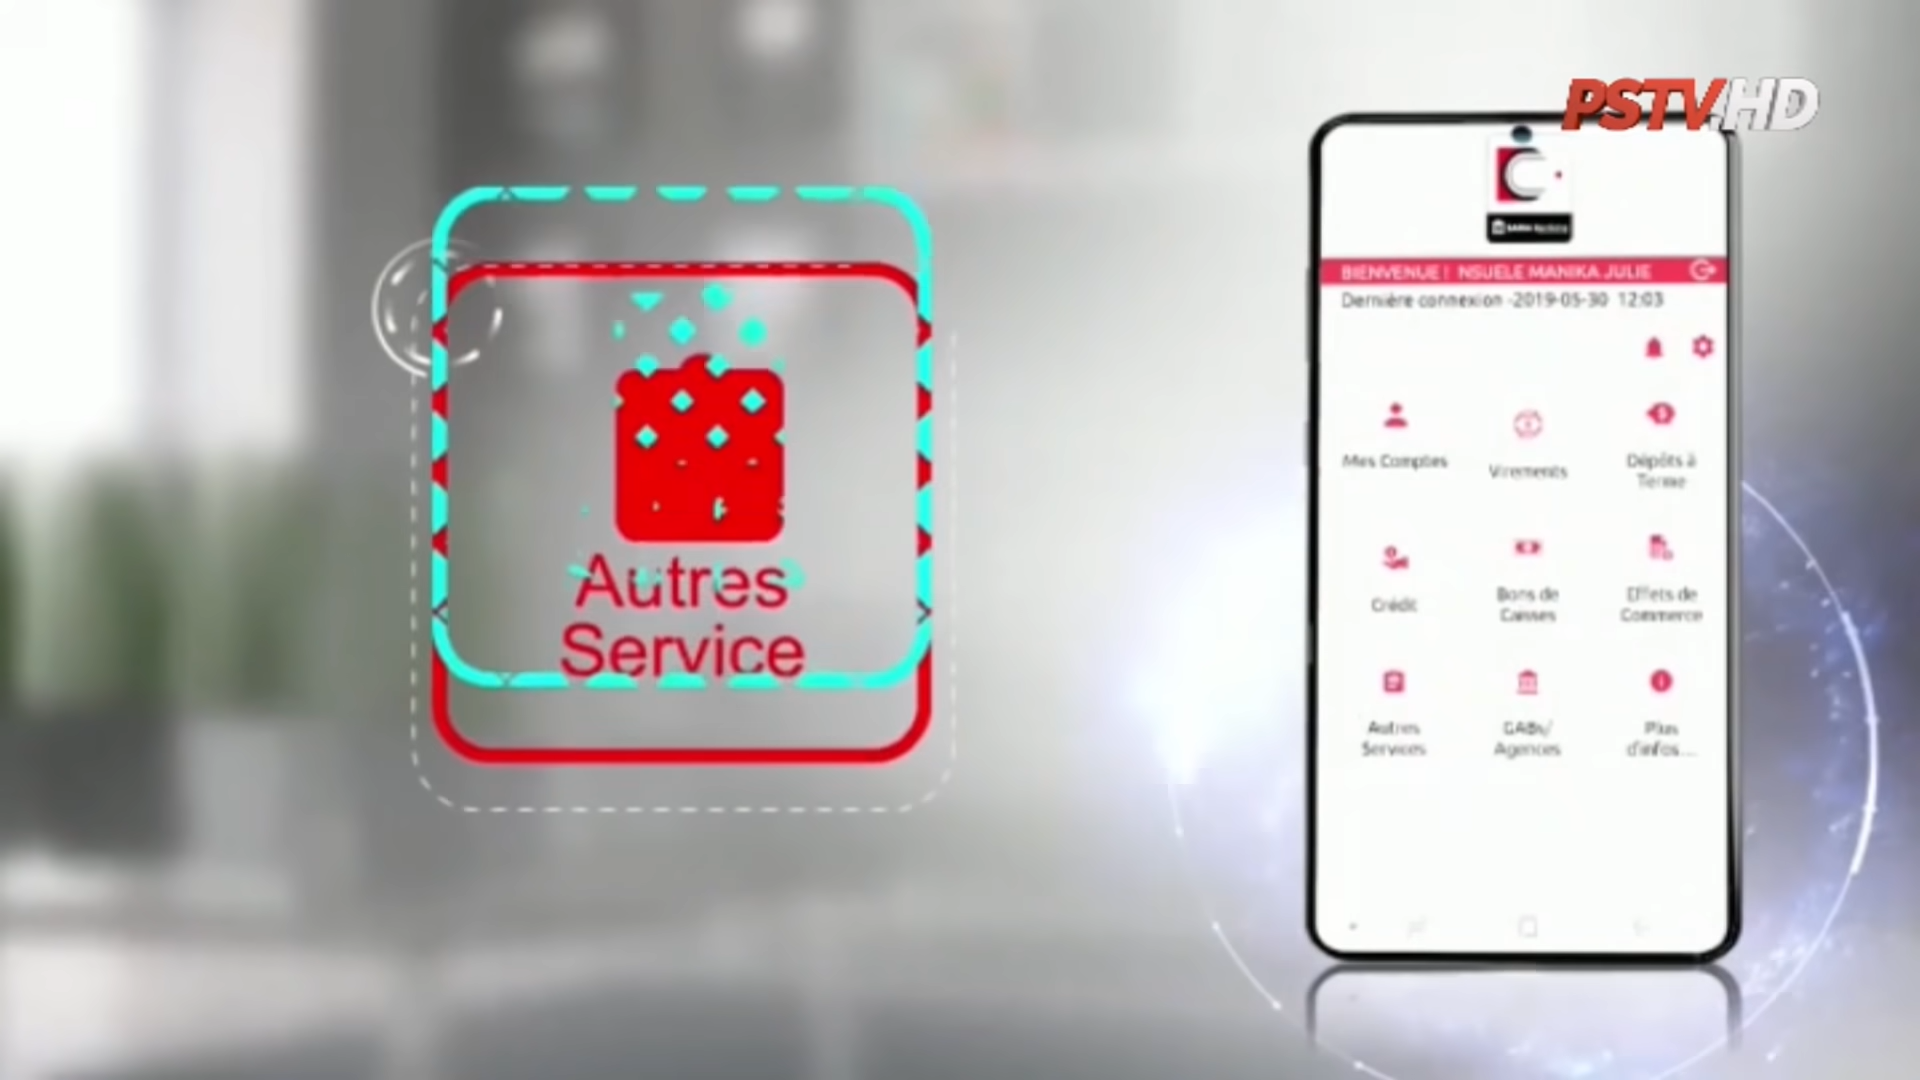 PSTV.HD
Autres
Service
BIENVENUE ! NSUELE MANIKA JULIE
Dernière connexion -2019-05-30 12:03
Mes Comptes
Virements
Dépôts à
Terme
Crédit
Bons de
Caisses
Effets de
Commerce
Autres
Services
GABs/
Agences
Plus
d'infos...